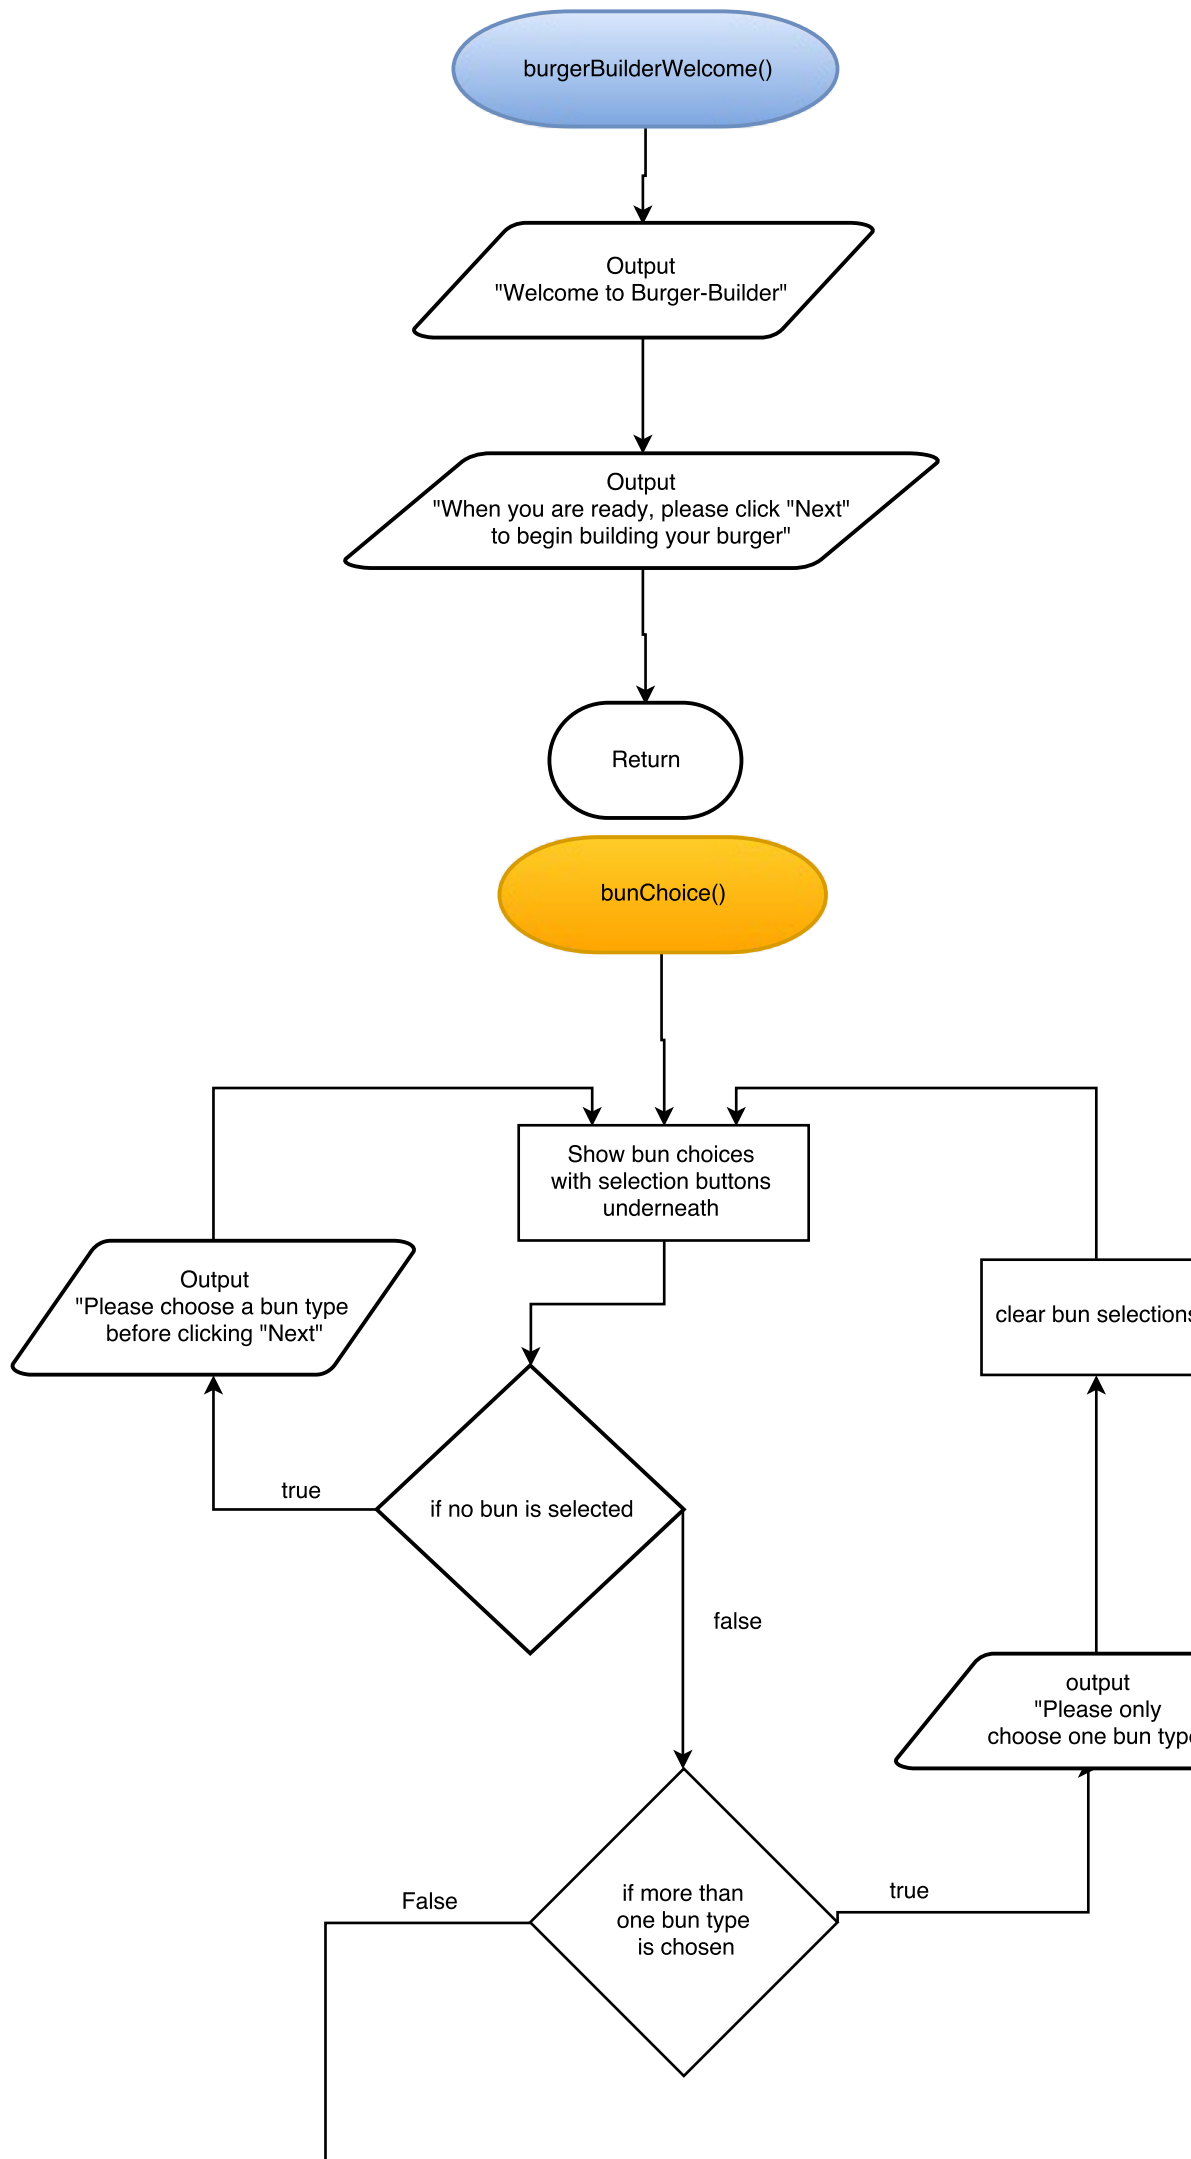 burgerBuilderWelcome()
Output
"Welcome to Burger-Builder"
Output
"When you are ready, please click "Next"
to begin building your burger"
Return
bunChoice()
Show bun choices
with selection buttons
underneath
Output
"Please choose a bun type
before clicking "Next"
clear bun selections
true
if no bun is selected
false
output
"Please only
choose one bun type
False
if more than
one bun type
is chosen
true